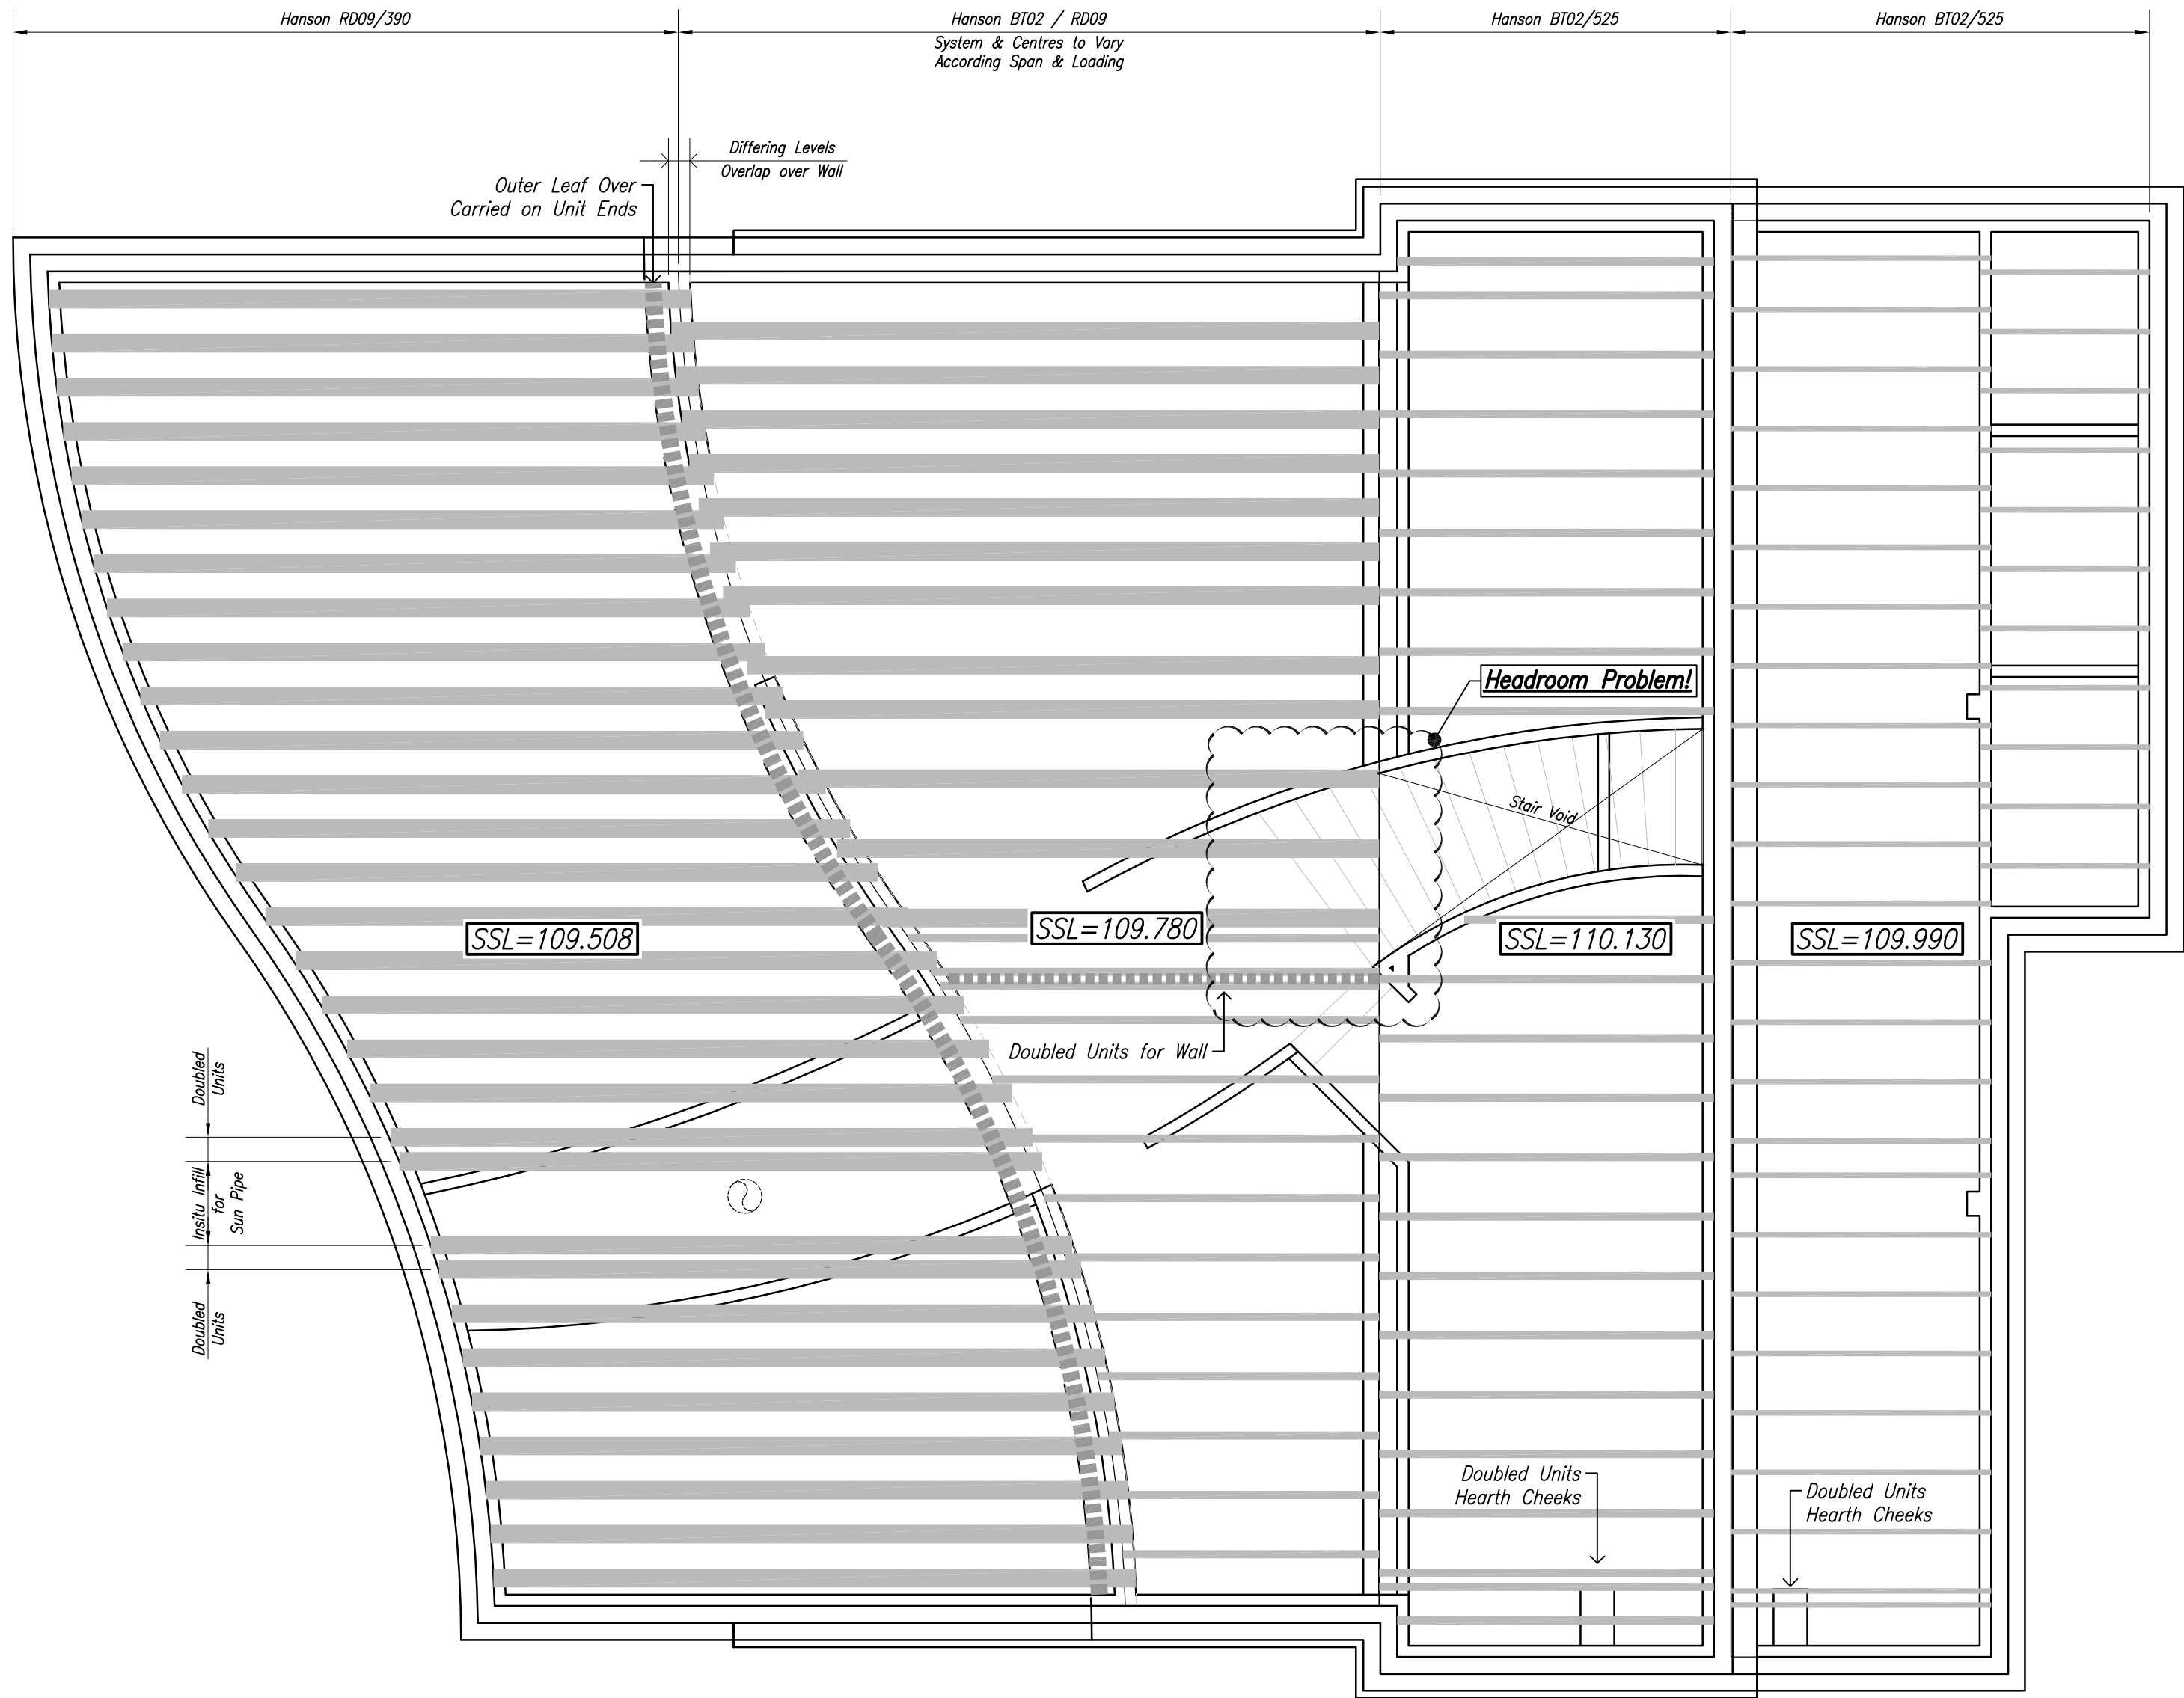 Hanson RD09/390
Hanson BT02 / RD09
System & Centres to Vary
According Span & Loading
Hanson BT02/525
Hanson BT02/525
Differing Levels
Overlap over Wall
Outer Leaf Over
Carried on Unit Ends
Headroom Problem!
Stair Void
SSL=109.508
SSL=109.780
SSL=110.130
SSL=109.990
Doubled Units for Wall
Doubled
Units
Insitu Infill
for
Sun Pipe
Doubled
Units
Doubled Units
Hearth Cheeks
Doubled Units
Hearth Cheeks